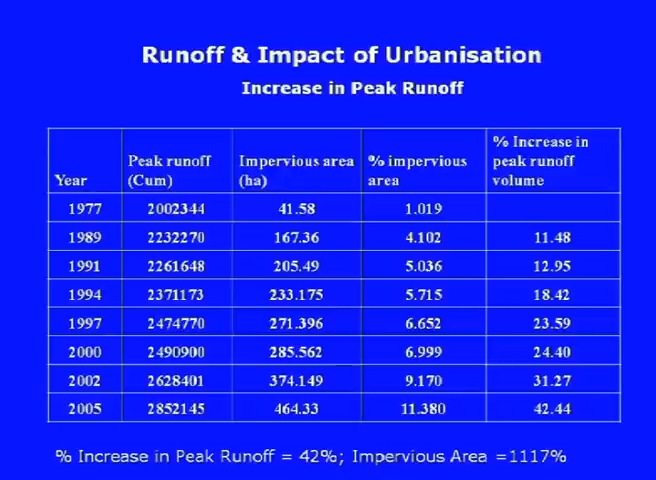 Runoff & Impact of Urbanisation
Increase in Peak Runoff
Year Peak runoff (Cum) Impervious area (ha) % impervious area % Increase in peak runoff volume
1977 2002344 41.58 1.019
1989 2232270 167.36 4.102 11.48
1991 2261648 205.49 5.036 12.95
1994 2371173 233.175 5.715 18.42
1997 2474770 271.396 6.652 23.59
2000 2490900 285.562 6.999 24.40
2002 2628401 374.149 9.170 31.27
2005 2852145 464.33 11.380 42.44
% Increase in Peak Runoff = 42%; Impervious Area =1117%